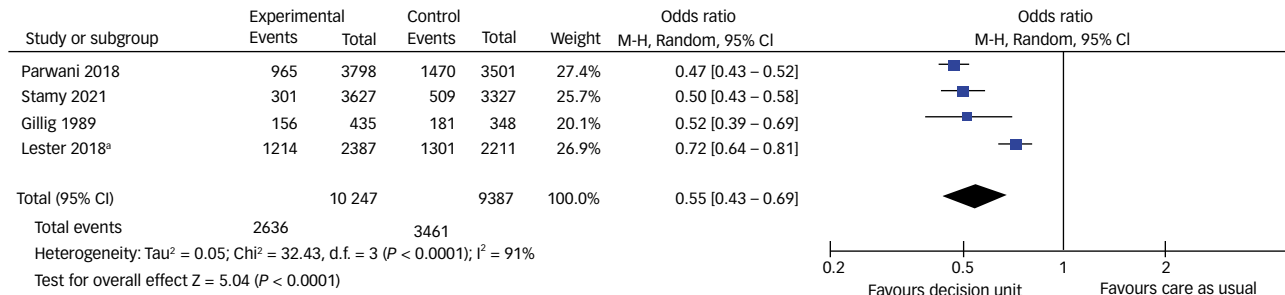 Experimental Control Odds ratio Odds ratio
Study or subgroup Events Total Events Total Weight M-H, Random, 95% CI M-H, Random, 95% CI
Parwani 2018 965 3798 1470 3501 27.4% 0.47 [0.43 – 0.52]
Stamy 2021 301 3627 509 3327 25.7% 0.50 [0.43 – 0.58]
Gillig 1989 156 435 181 348 20.1% 0.52 [0.39 – 0.69]
Lester 2018ᵃ 1214 2387 1301 2211 26.9% 0.72 [0.64 – 0.81]
Total (95% CI) 10 247 9387 100.0% 0.55 [0.43 – 0.69]
Total events 2636 3461
Heterogeneity: Tau² = 0.05; Chi² = 32.43, d.f. = 3 (P < 0.0001); I² = 91%
Test for overall effect Z = 5.04 (P < 0.0001)
0.2 0.5 1 2
Favours decision unit Favours care as usual